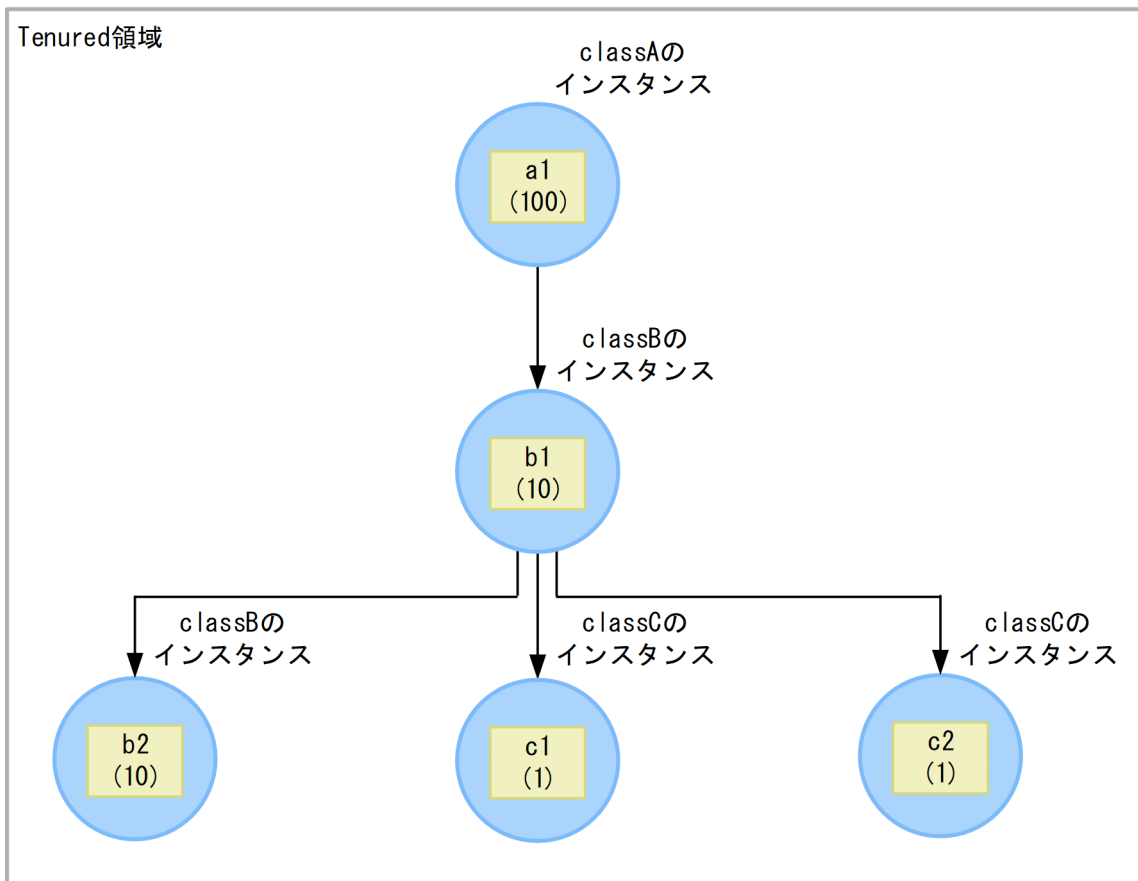 Tenured領域
classAの
インスタンス
a1
(100)
classBの
インスタンス
b1
(10)
classBの
インスタンス
classCの
インスタンス
classCの
インスタンス
b2
(10)
c1
(1)
c2
(1)